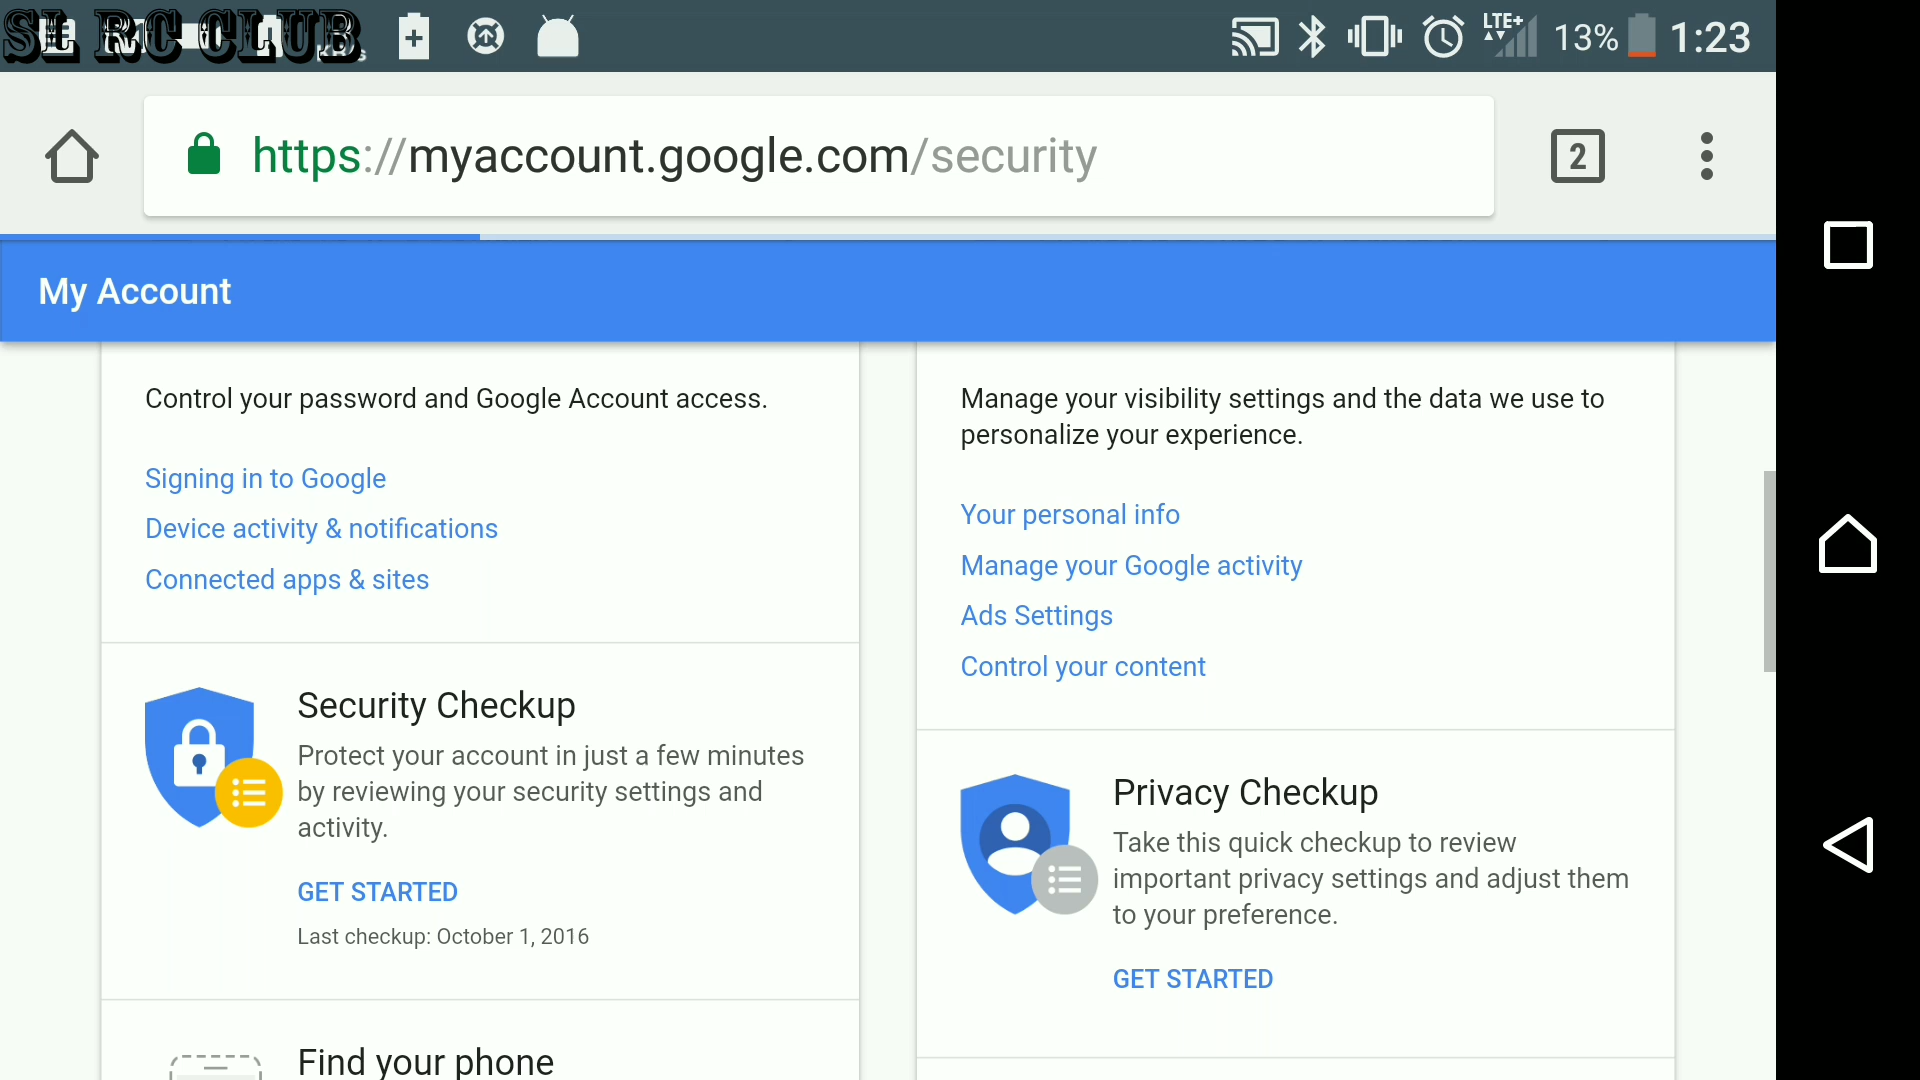 SL RC CLUB
LTE+
13%
1:23
https://myaccount.google.com/security
2
My Account
Control your password and Google Account access.
Signing in to Google
Device activity & notifications
Connected apps & sites
Security Checkup
Protect your account in just a few minutes
by reviewing your security settings and
activity.
GET STARTED
Last checkup: October 1, 2016
Find your phone
Manage your visibility settings and the data we use to
personalize your experience.
Your personal info
Manage your Google activity
Ads Settings
Control your content
Privacy Checkup
Take this quick checkup to review
important privacy settings and adjust them
to your preference.
GET STARTED